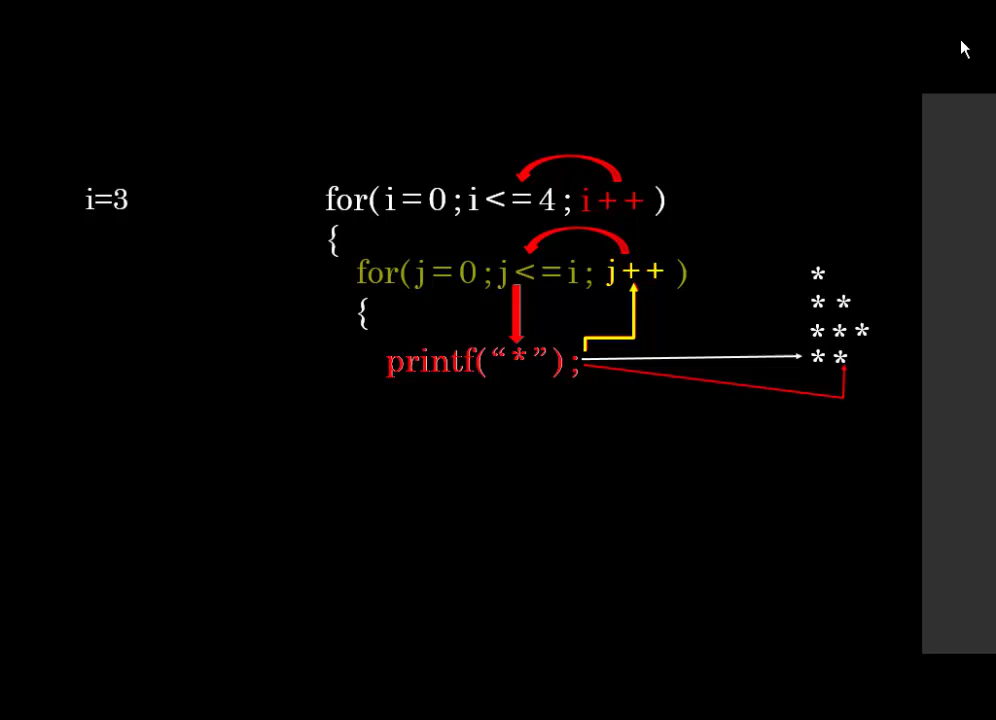 i=3
for(i=0;i<=4;i++)
{
for(j=0;j<=i;j++)
{
printf(“*”);
*
**
***
**